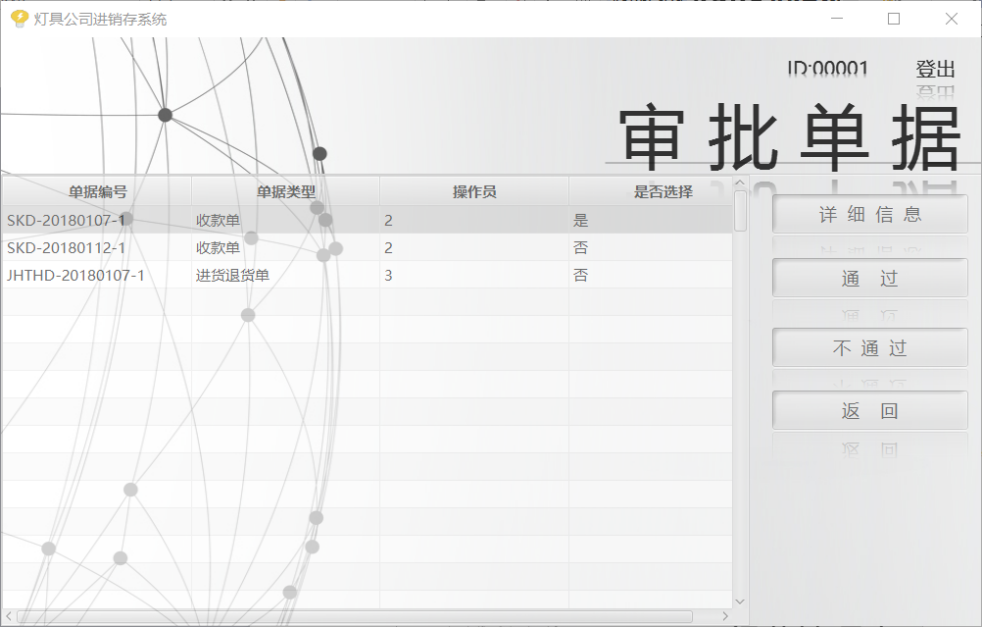 灯具公司进销存系统
ID:00001 登出
审批单据
单据编号 单据类型 操作员 是否选择
SKD-20180107-1 收款单 2 是
SKD-20180112-1 收款单 2 否
JHTHD-20180107-1 进货退货单 3 否
详细信息
通过
不通过
返回